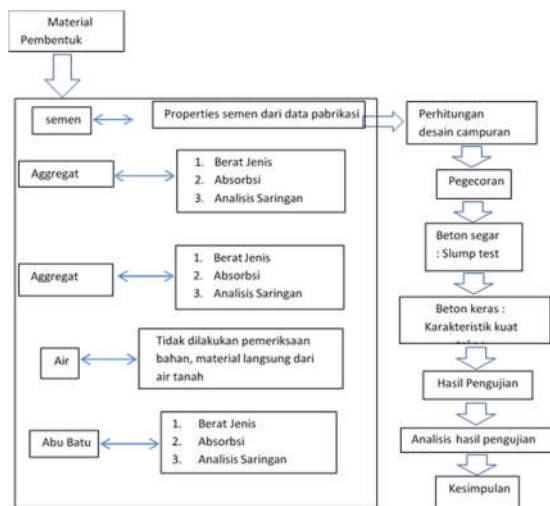 Material
Pembentuk
semen
Properties semen dari data pabrikasi
Aggregat
1. Berat Jenis
2. Absorbsi
3. Analisis Saringan
Aggregat
1. Berat Jenis
2. Absorbsi
3. Analisis Saringan
Air
Tidak dilakukan pemeriksaan
bahan, material langsung dari
air tanah
Abu Batu
1. Berat Jenis
2. Absorbsi
3. Analisis Saringan
Perhitungan
desain campuran
Pegecoran
Beton segar
: Slump test
Beton keras :
Karakteristik kuat
Hasil Pengujian
Analisis hasil pengujian
Kesimpulan